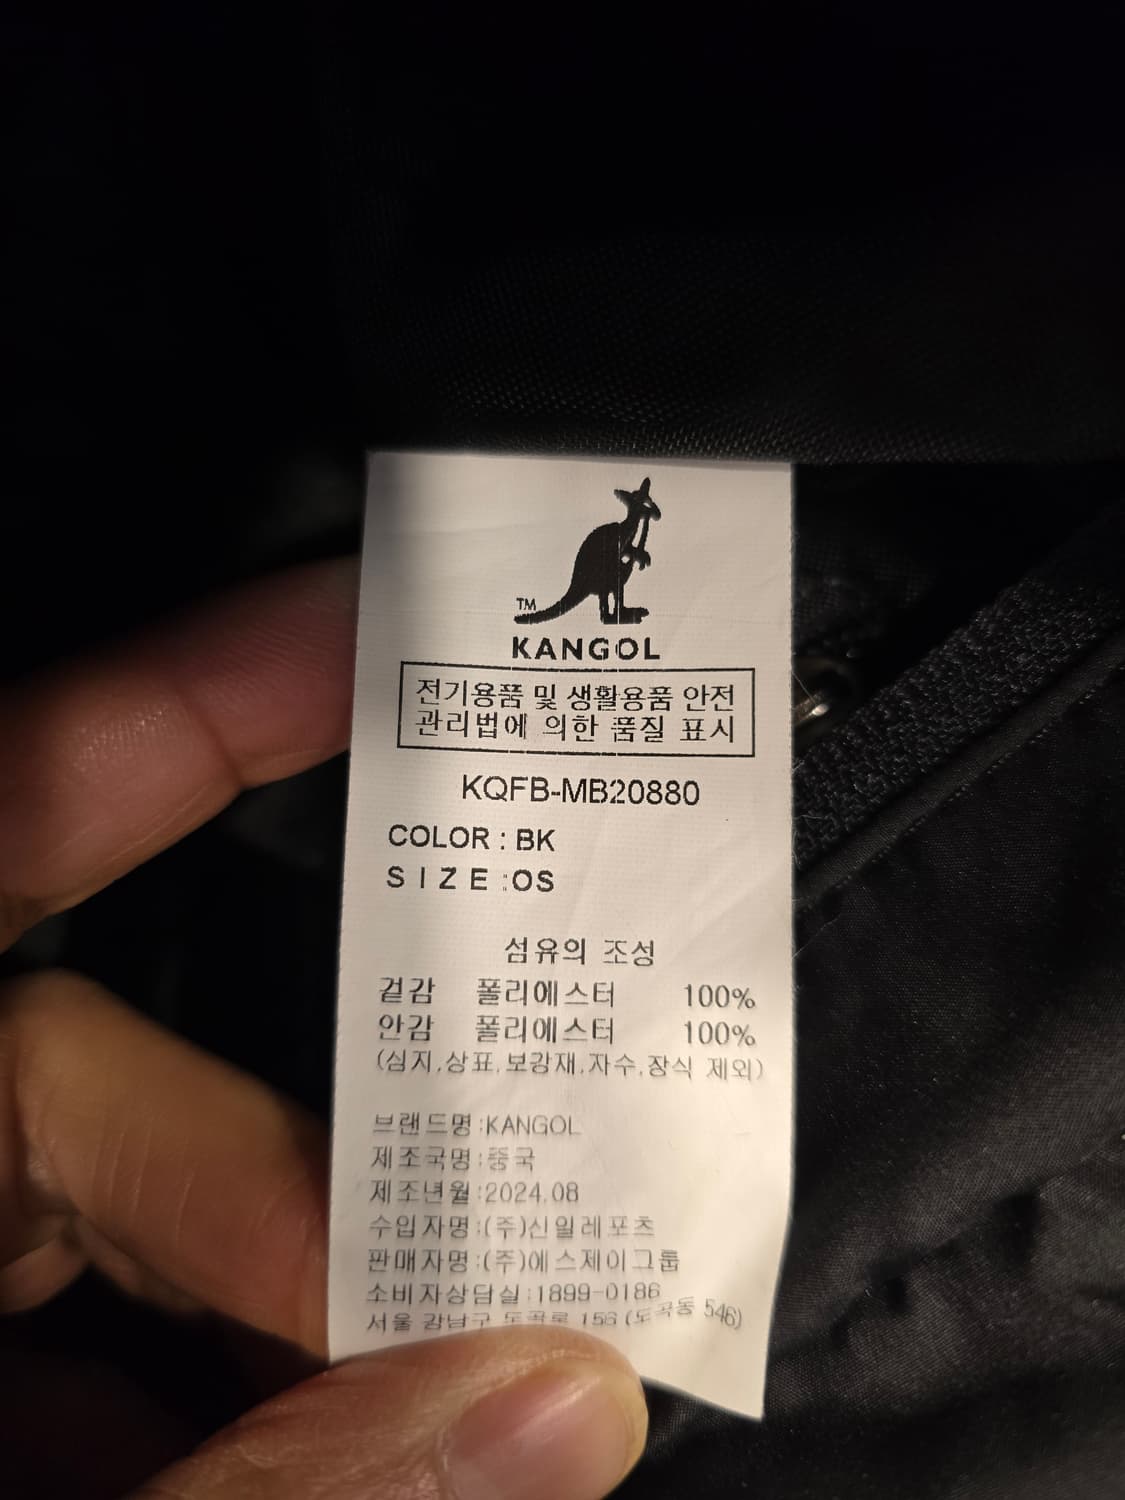 TM
KANGOL
전기용품 및 생활용품 안전
관리법에 의한 품질 표시
KQFB-MB20880
COLOR : BK
SIZE :OS
섬유의 조성
겉감 폴리에스터 100%
안감 폴리에스터 100%
(심지,상표,보강재,자수,장식 제외)
브랜드명:KANGOL
제조국명:중국
제조년월:2024.08
수입자명:(주)신일레포츠
판매자명:(주)에스제이그룹
소비자상담실:1899-0186
서울 강남구 도곡로 156 (도곡동 546)